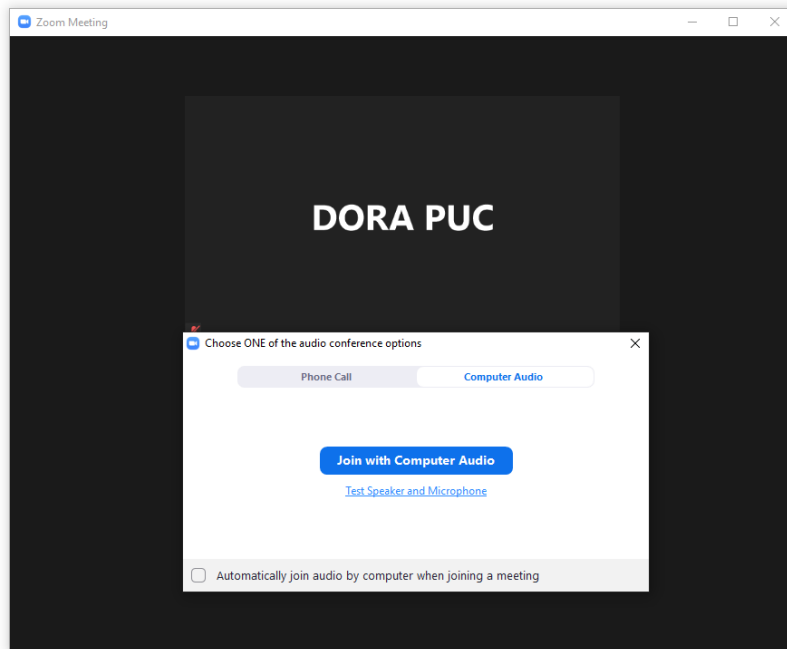 Zoom Meeting
DORA PUC
Choose ONE of the audio conference options
Phone Call
Computer Audio
Join with Computer Audio
Test Speaker and Microphone
Automatically join audio by computer when joining a meeting